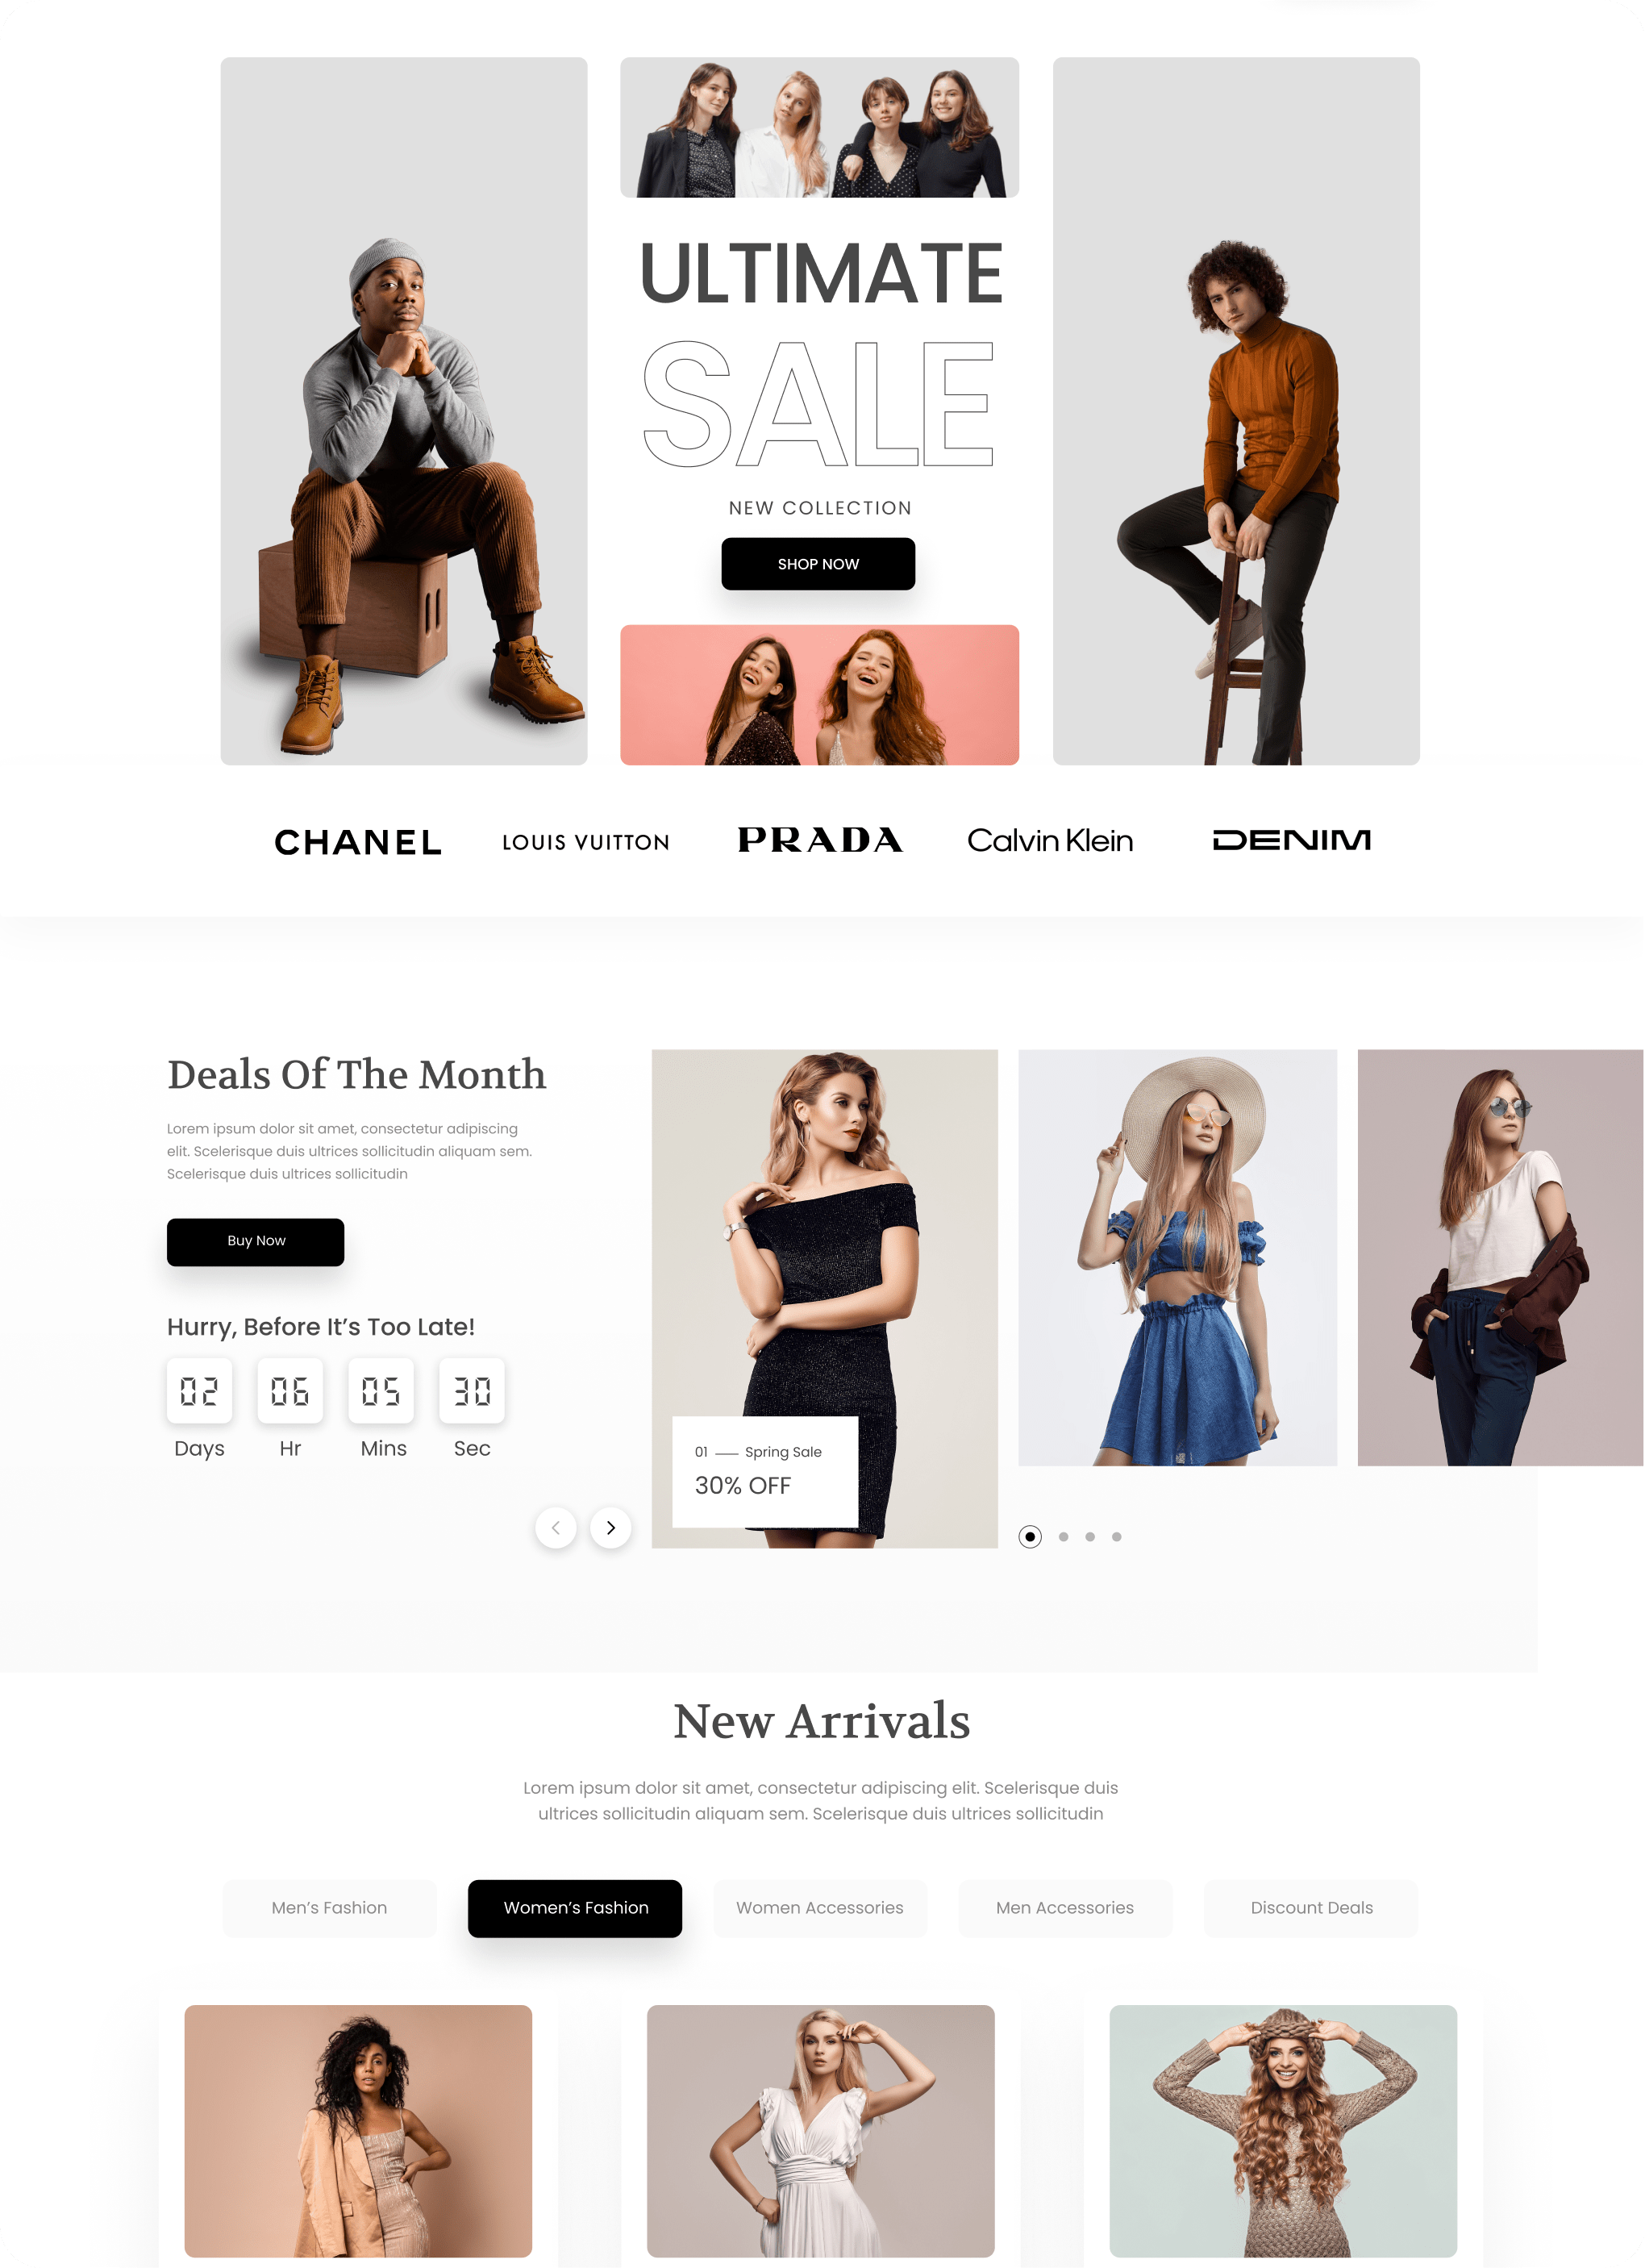 ULTIMATE
SALE
NEW COLLECTION
SHOP NOW
CHANEL
LOUIS VUITTON
PRADA
Calvin Klein
DENIM
Deals Of The Month
Lorem ipsum dolor sit amet, consectetur adipiscing
elit. Scelerisque duis ultrices sollicitudin aliquam sem.
Scelerisque duis ultrices sollicitudin
Buy Now
Hurry, Before It’s Too Late!
02 06 05 30
Days Hr Mins Sec
01 — Spring Sale
30% OFF
New Arrivals
Lorem ipsum dolor sit amet, consectetur adipiscing elit. Scelerisque duis
ultrices sollicitudin aliquam sem. Scelerisque duis ultrices sollicitudin
Men’s Fashion
Women’s Fashion
Women Accessories
Men Accessories
Discount Deals